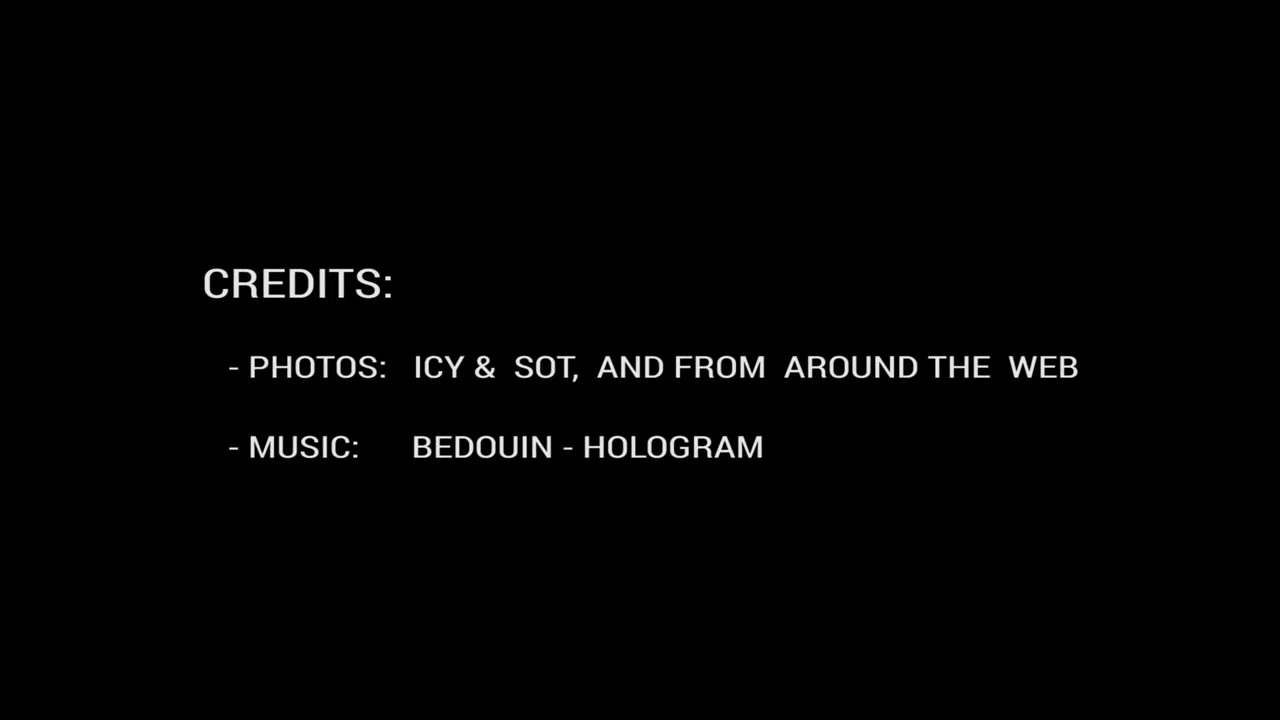 CREDITS:
- PHOTOS: ICY & SOT, AND FROM AROUND THE WEB
- MUSIC: BEDOUIN - HOLOGRAM